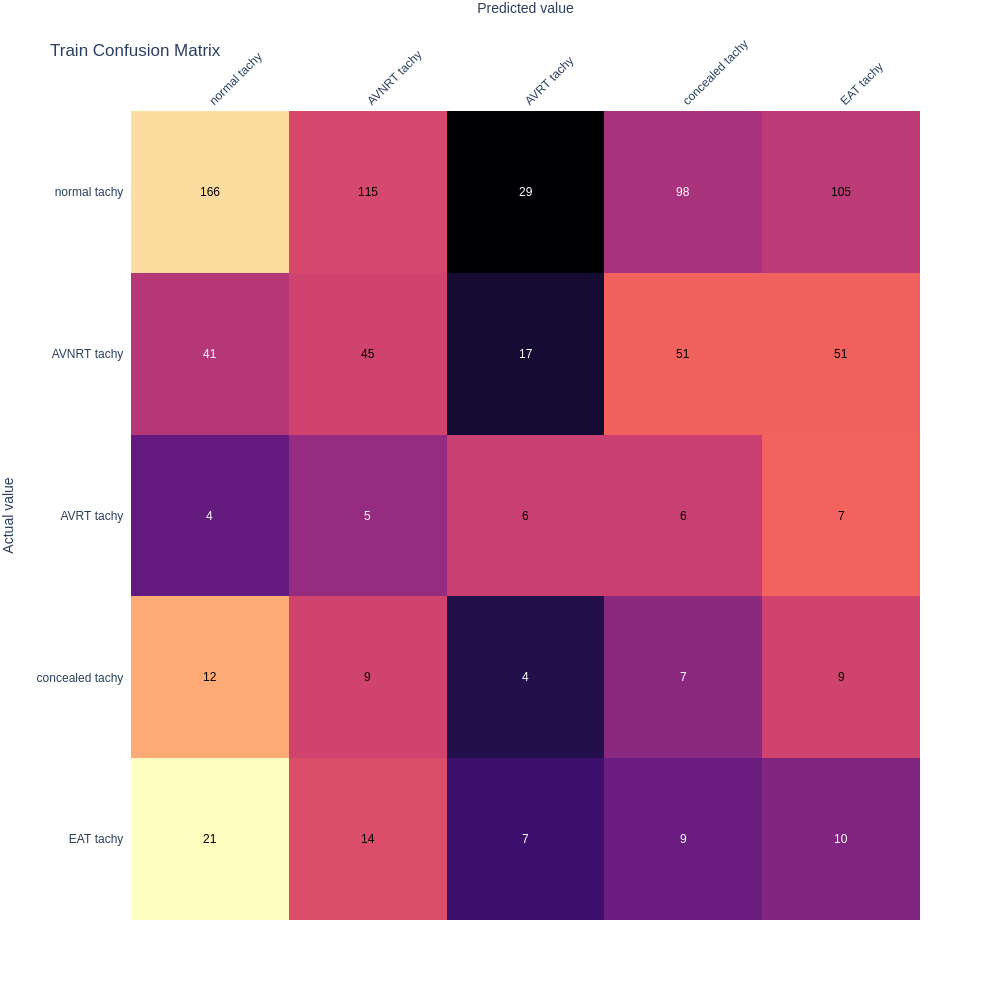 Predicted value
Train Confusion Matrix
normal tachy AVNRT tachy AVRT tachy concealed tachy EAT tachy
normal tachy 166 115 29 98 105
AVNRT tachy 41 45 17 51 51
AVRT tachy 4 5 6 6 7
Actual value
concealed tachy 12 9 4 7 9
EAT tachy 21 14 7 9 10